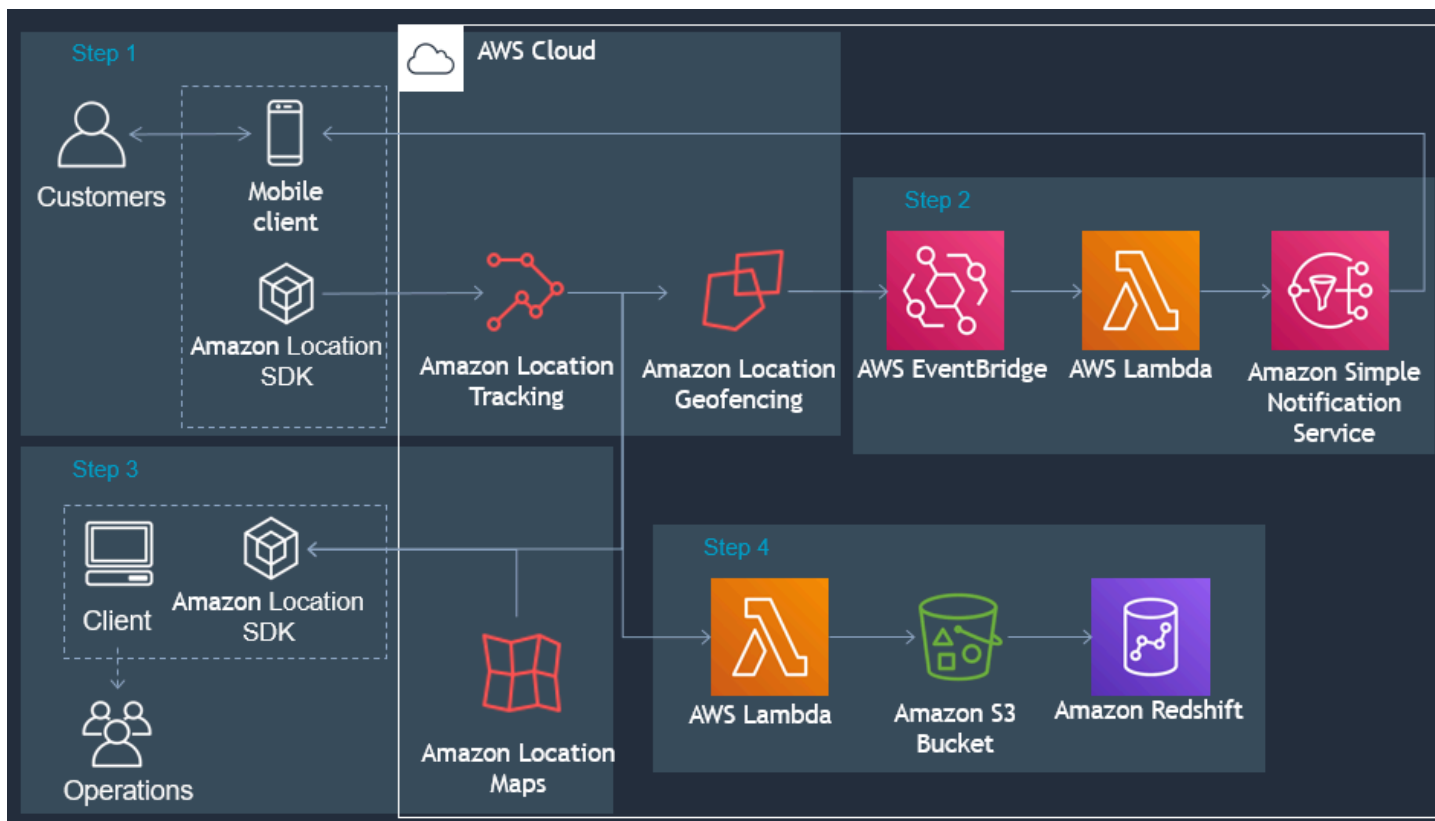 Step 1
AWS Cloud
Customers
Mobile
client
Amazon Location
SDK
Amazon Location
Tracking
Amazon Location
Geofencing
Step 2
AWS EventBridge
AWS Lambda
Amazon Simple
Notification
Service
Step 3
Client
Amazon Location
SDK
Operations
Amazon Location
Maps
Step 4
AWS Lambda
Amazon S3
Bucket
Amazon Redshift